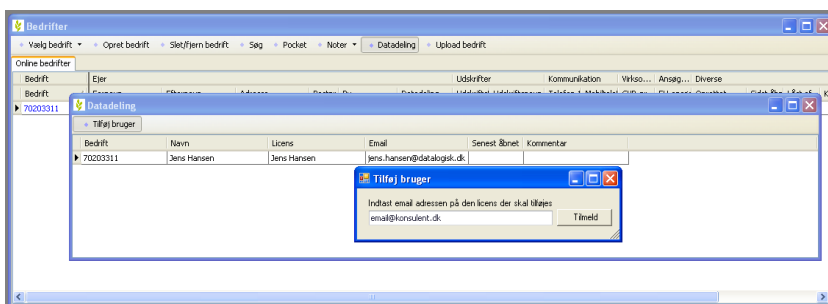 Bedrifter
Vælg bedrift Opret bedrift Slet/fjern bedrift Søg Pocket Noter Datadeling Upload bedrift
Online bedrifter
Bedrift Ejer Udskrifter Kommunikation Virkso... Ansøg... Diverse
Bedrift
70203311
Datadeling
Tilføj bruger
Bedrift Navn Licens Email Senest åbnet Kommentar
70203311 Jens Hansen Jens Hansen jens.hansen@datalogisk.dk
Tilføj bruger
Indtast email adressen på den licens der skal tilføjes
email@konsulent.dk Tilmeld